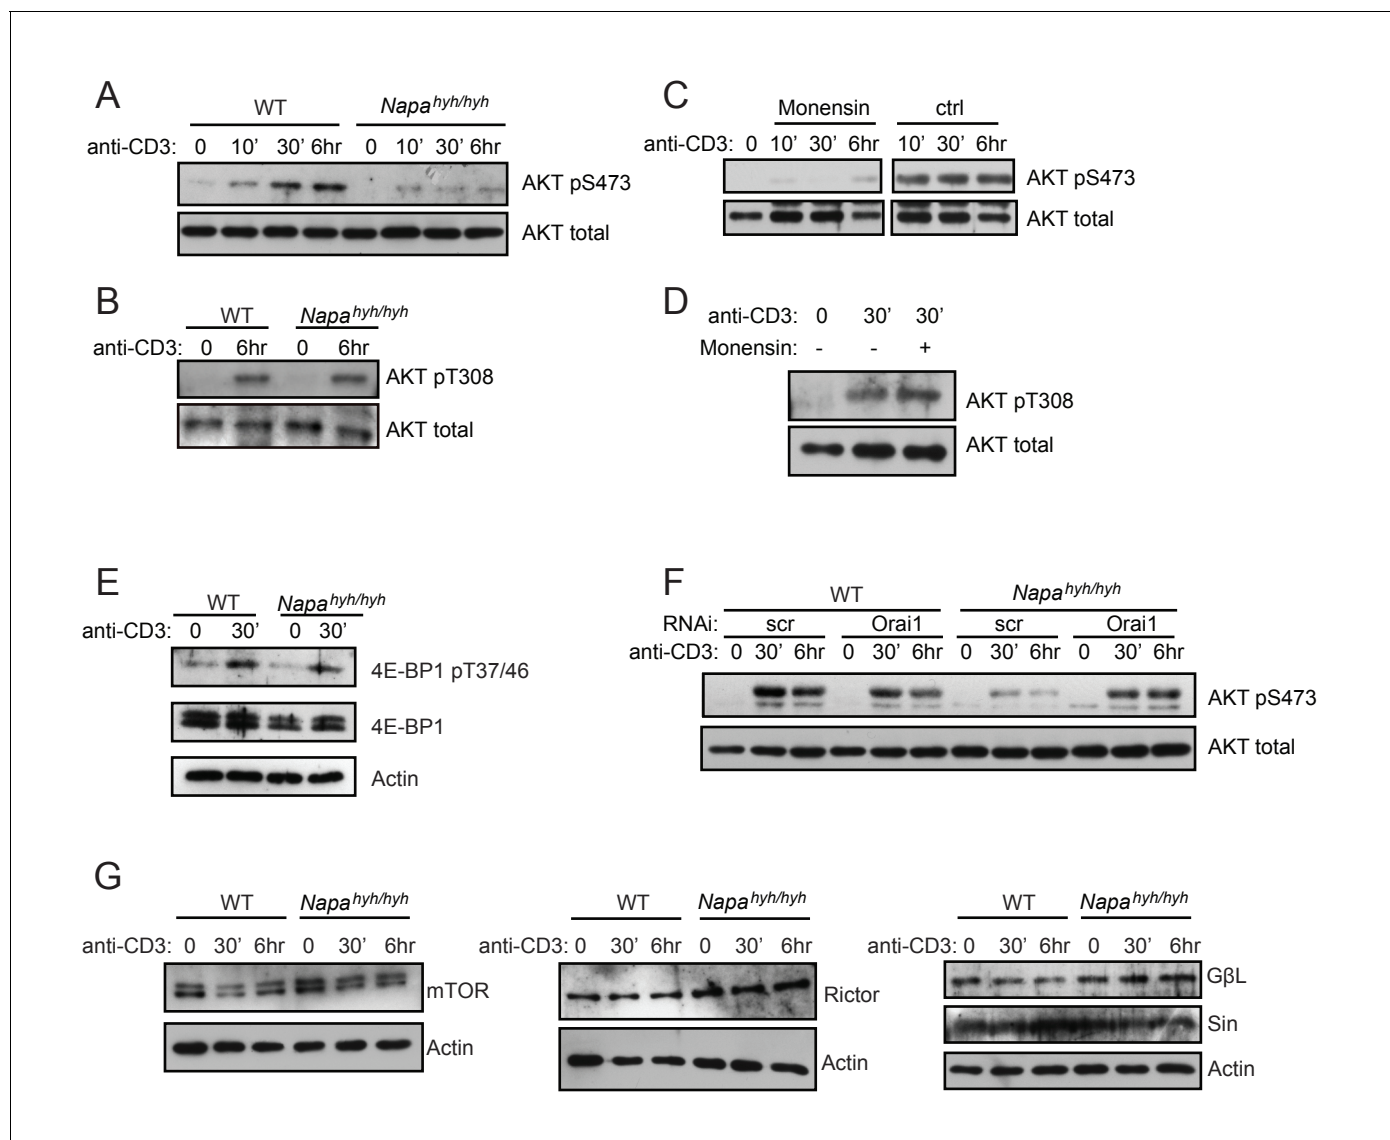 A
WT Napa hyh/hyh
anti-CD3: 0 10' 30' 6hr 0 10' 30' 6hr
AKT pS473
AKT total
C
Monensin ctrl
anti-CD3: 0 10' 30' 6hr 10' 30' 6hr
AKT pS473
AKT total
B
WT Napa hyh/hyh
anti-CD3: 0 6hr 0 6hr
AKT pT308
AKT total
D
anti-CD3: 0 30' 30'
Monensin: - - +
AKT pT308
AKT total
E
WT Napa hyh/hyh
anti-CD3: 0 30' 0 30'
4E-BP1 pT37/46
4E-BP1
Actin
F
WT Napa hyh/hyh
RNAi: scr Orai1 scr Orai1
anti-CD3: 0 30' 6hr 0 30' 6hr 0 30' 6hr 0 30' 6hr
AKT pS473
AKT total
G
WT Napa hyh/hyh
anti-CD3: 0 30' 6hr 0 30' 6hr
mTOR
Actin
WT Napa hyh/hyh
anti-CD3: 0 30' 6hr 0 30' 6hr
Rictor
Actin
WT Napa hyh/hyh
anti-CD3: 0 30' 6hr 0 30' 6hr
GβL
Sin
Actin